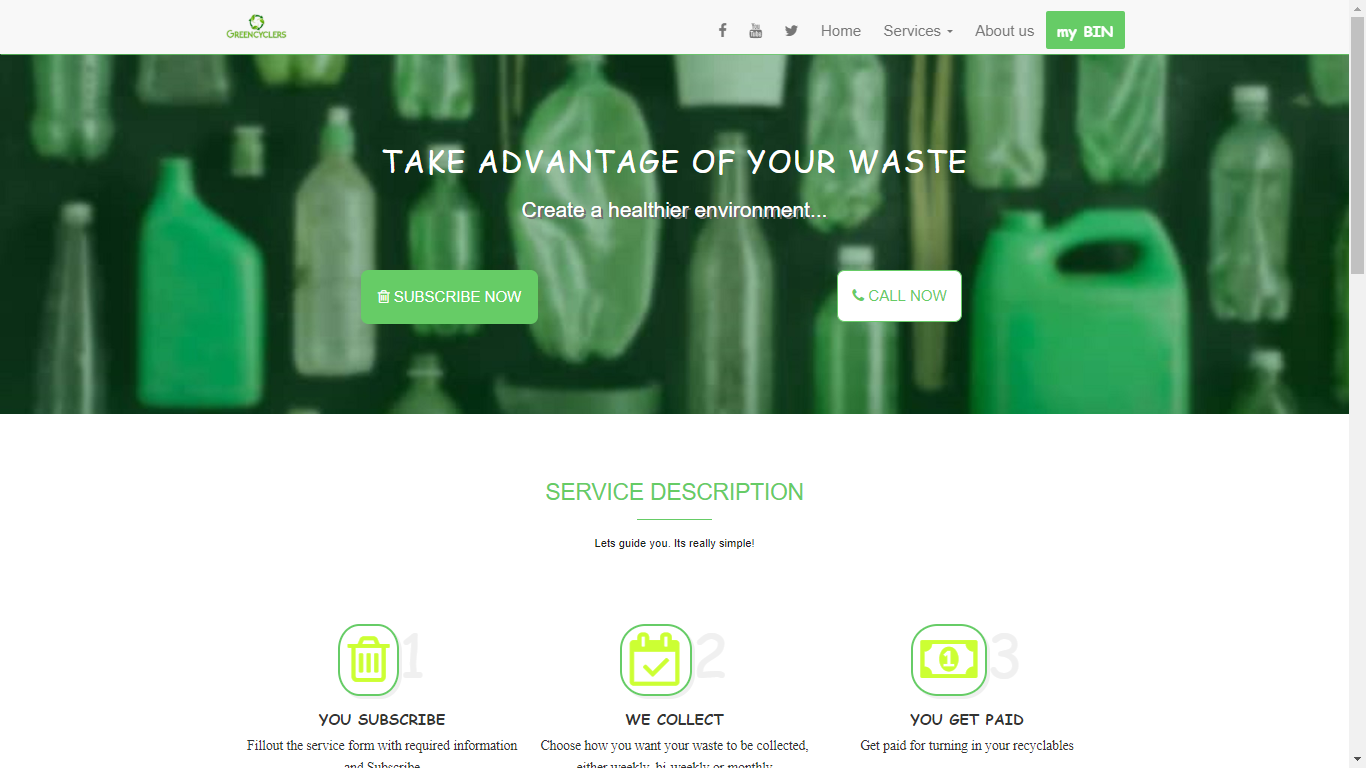 GREENCYCLERS
You Tube
Home
Services
About us
my BIN
TAKE ADVANTAGE OF YOUR WASTE
Create a healthier environment...
SUBSCRIBE NOW
CALL NOW
SERVICE DESCRIPTION
Lets guide you. Its really simple!
1
2
1
3
YOU SUBSCRIBE
WE COLLECT
YOU GET PAID
Fillout the service form with required information
and Subscribe
Choose how you want your waste to be collected,
either weekly, bi-weekly or monthly
Get paid for turning in your recyclables